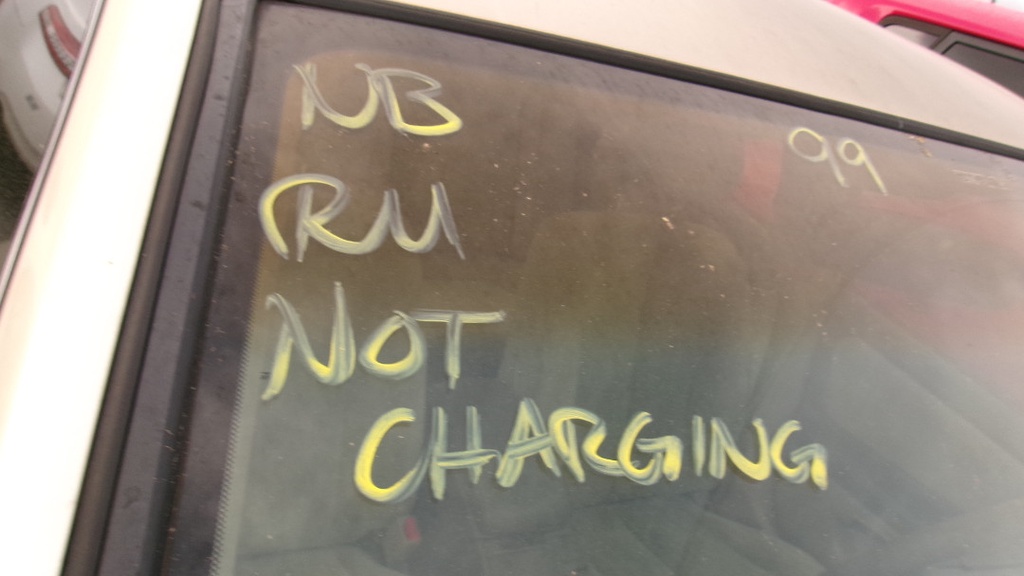 NB
99
RU
NOT
CHARGING